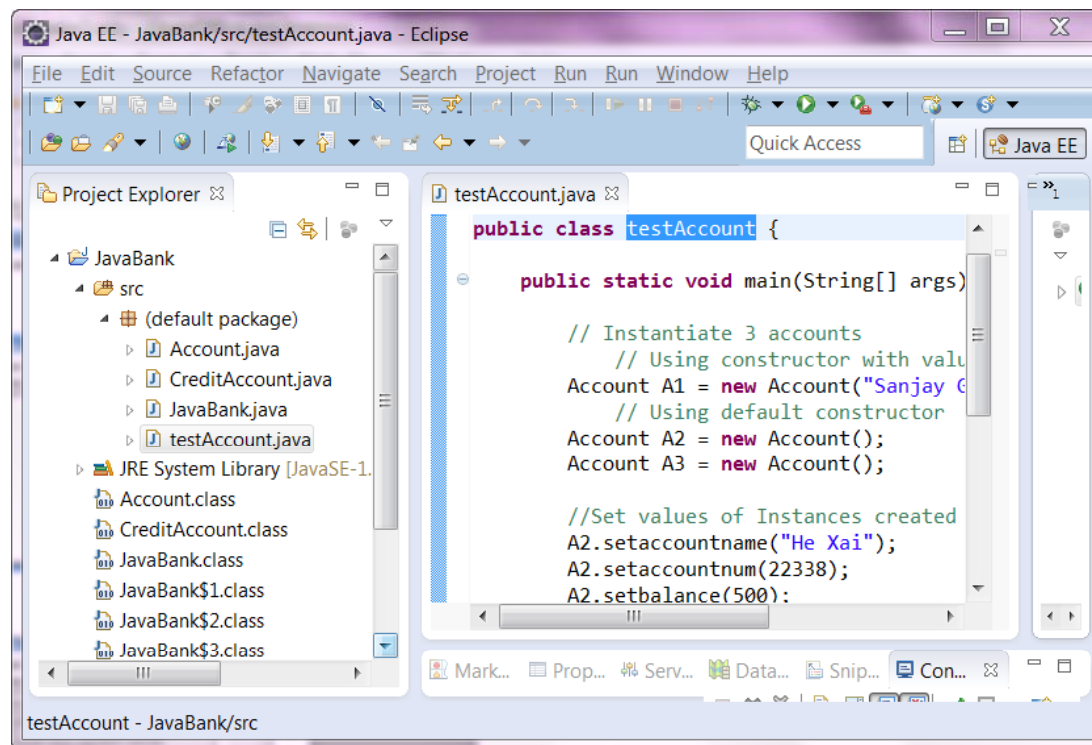 Java EE - JavaBank/src/testAccount.java - Eclipse
File Edit Source Refactor Navigate Search Project Run Run Window Help
Quick Access
Java EE
Project Explorer
JavaBank
src
(default package)
Account.java
CreditAccount.java
JavaBank.java
testAccount.java
JRE System Library [JavaSE-1.
Account.class
CreditAccount.class
JavaBank.class
JavaBank$1.class
JavaBank$2.class
JavaBank$3.class
testAccount.java
public class testAccount {
public static void main(String[] args)
// Instantiate 3 accounts
// Using constructor with valu
Account A1 = new Account("Sanjay G
// Using default constructor
Account A2 = new Account();
Account A3 = new Account();
//Set values of Instances created
A2.setaccountname("He Xai");
A2.setaccountnum(22338);
A2.setbalance(500);
»1
Mark... Prop... Serv... Data... Snip... Con...
testAccount - JavaBank/src